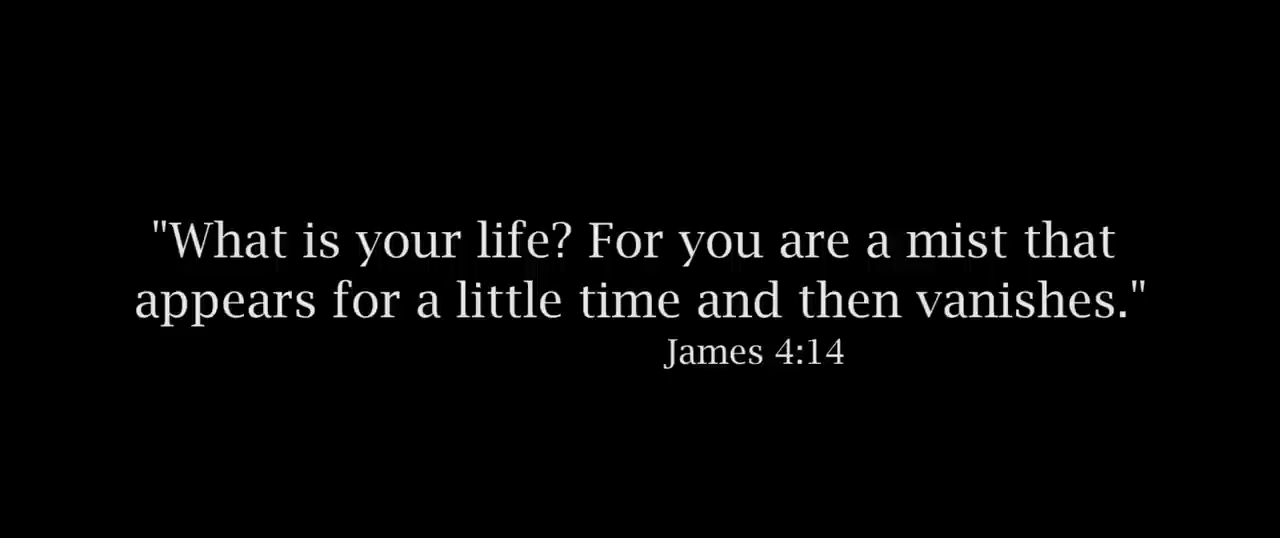 "What is your life? For you are a mist that
appears for a little time and then vanishes."
James 4:14